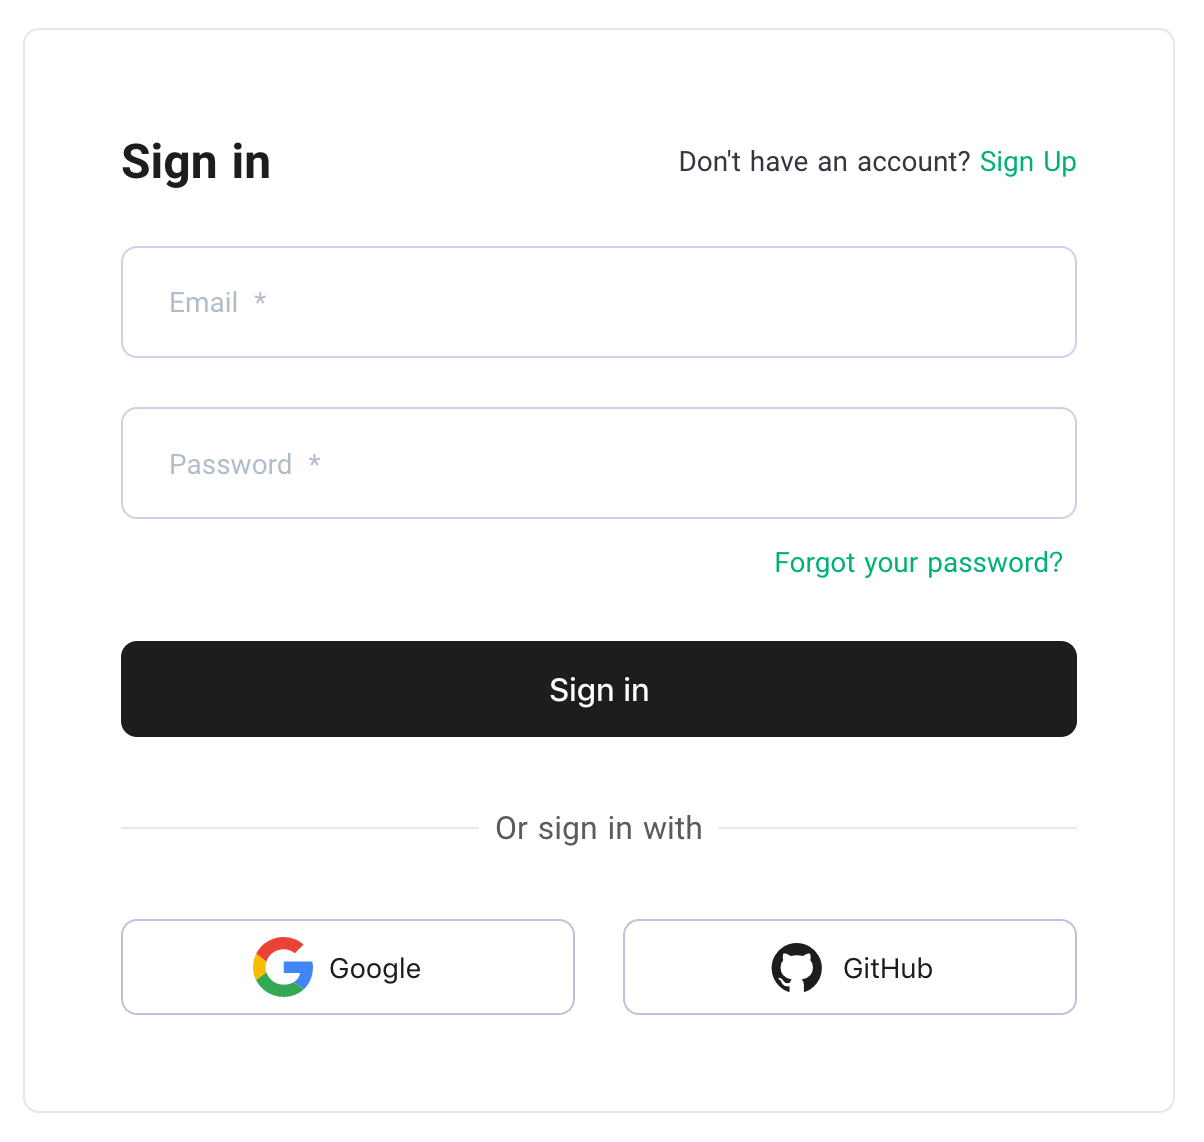 Sign in
Don't have an account? Sign Up
Email *
Password *
Forgot your password?
Sign in
Or sign in with
Google
GitHub